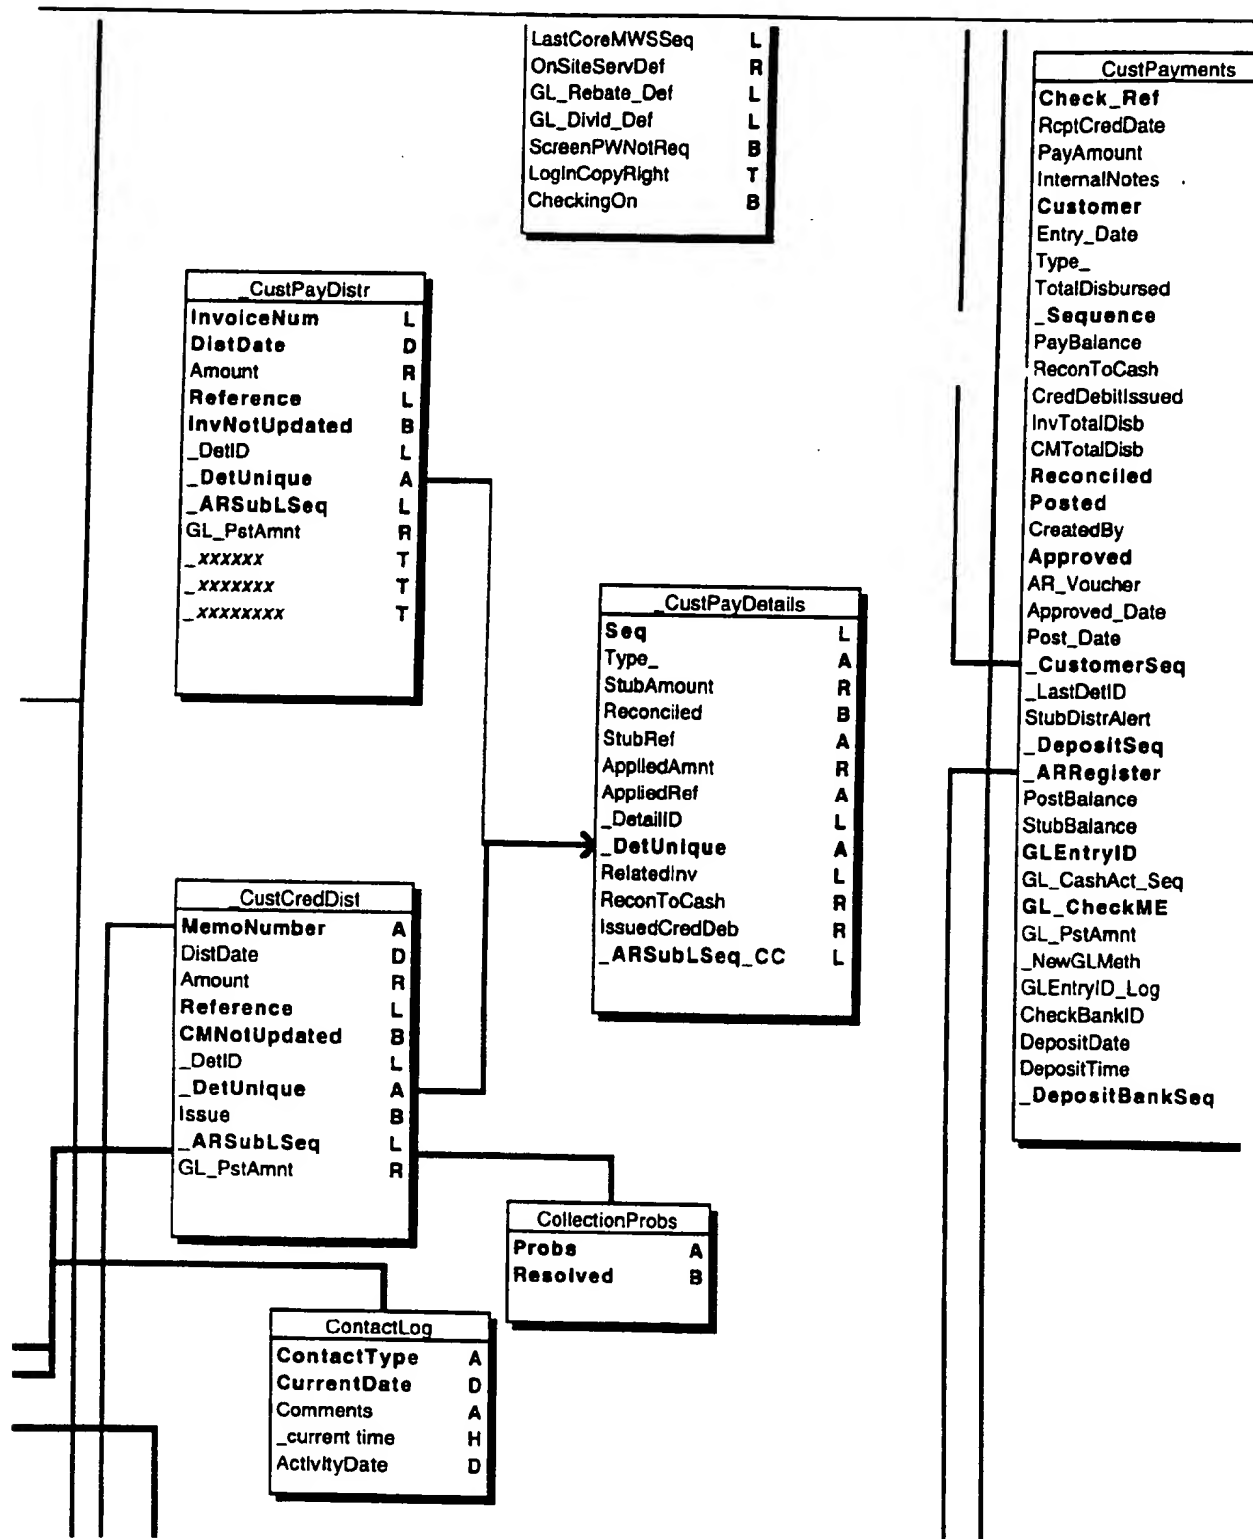 LastCoreMWSSeq L
OnSiteServDef R
GL_Rebate_Def L
GL_Divid_Def L
ScreenPWNotReq B
LogInCopyRight T
CheckingOn B
CustPayments
Check_Ref
RcptCredDate
PayAmount
InternalNotes
Customer
Entry_Date
Type_
TotalDisbursed
_Sequence
PayBalance
ReconToCash
CredDebitIssued
InvTotalDisb
CMTotalDisb
Reconciled
Posted
CreatedBy
Approved
AR_Voucher
Approved_Date
Post_Date
_CustomerSeq
_LastDetID
StubDistrAlert
_DepositSeq
_ARRegister
PostBalance
StubBalance
GLEntryID
GL_CashAct_Seq
GL_CheckME
GL_PstAmnt
_NewGLMeth
GLEntryID_Log
CheckBankID
DepositDate
DepositTime
_DepositBankSeq
_CustPayDistr
InvoiceNum L
DistDate D
Amount R
Reference L
InvNotUpdated B
_DetID L
_DetUnique A
_ARSubLSeq L
GL_PstAmnt R
_xxxxxx T
_xxxxxxx T
_xxxxxxxx T
_CustPayDetails
Seq L
Type_ A
StubAmount R
Reconciled B
StubRef A
AppliedAmnt R
AppliedRef A
_DetailID L
_DetUnique A
RelatedInv L
ReconToCash R
IssuedCredDeb R
_ARSubLSeq_CC L
_CustCredDist
MemoNumber A
DistDate D
Amount R
Reference L
CMNotUpdated B
_DetID L
_DetUnique A
Issue B
_ARSubLSeq L
GL_PstAmnt R
CollectionProbs
Probs A
Resolved B
ContactLog
ContactType A
CurrentDate D
Comments A
_current time H
ActivityDate D